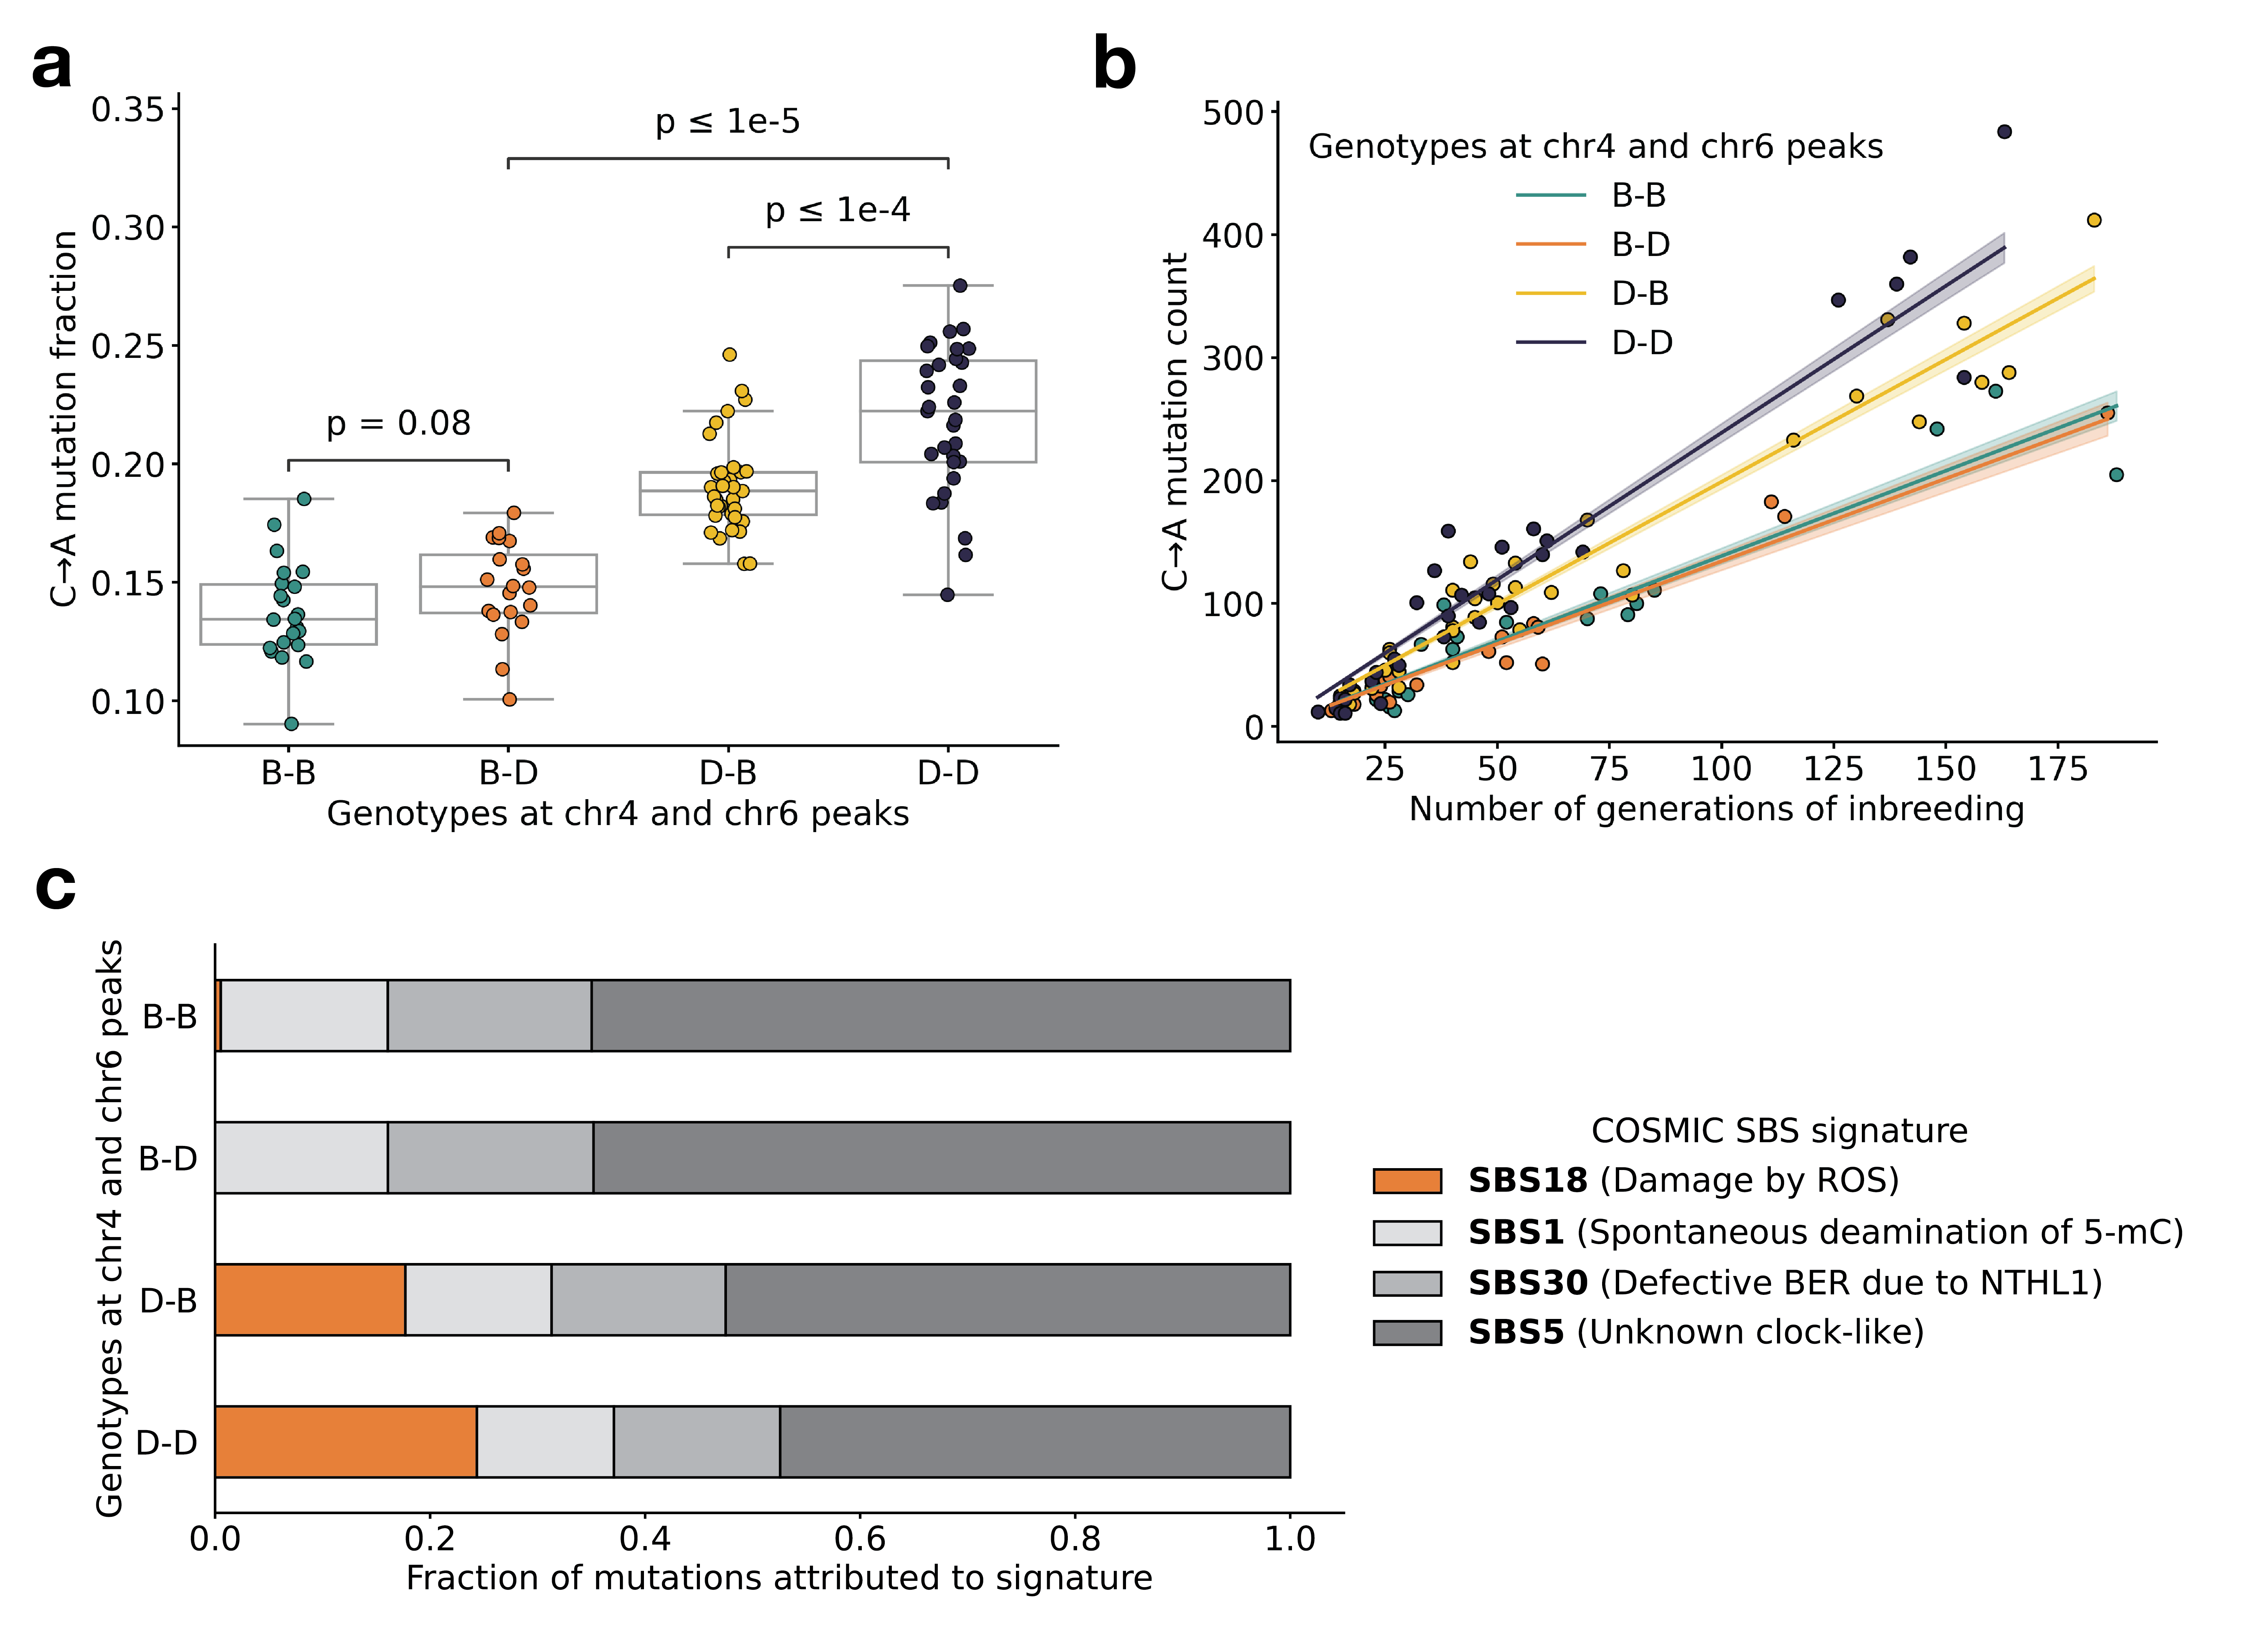 a
0.35
0.30
0.25
0.20
0.15
0.10
C→A mutation fraction
p = 0.08
p ≤ 1e-5
p ≤ 1e-4
B-B
B-D
D-B
D-D
Genotypes at chr4 and chr6 peaks
b
500
400
300
200
100
0
C→A mutation count
Genotypes at chr4 and chr6 peaks
B-B
B-D
D-B
D-D
25
50
75
100
125
150
175
Number of generations of inbreeding
c
Genotypes at chr4 and chr6 peaks
B-B
B-D
D-B
D-D
0.0
0.2
0.4
0.6
0.8
1.0
Fraction of mutations attributed to signature
COSMIC SBS signature
SBS18 (Damage by ROS)
SBS1 (Spontaneous deamination of 5-mC)
SBS30 (Defective BER due to NTHL1)
SBS5 (Unknown clock-like)